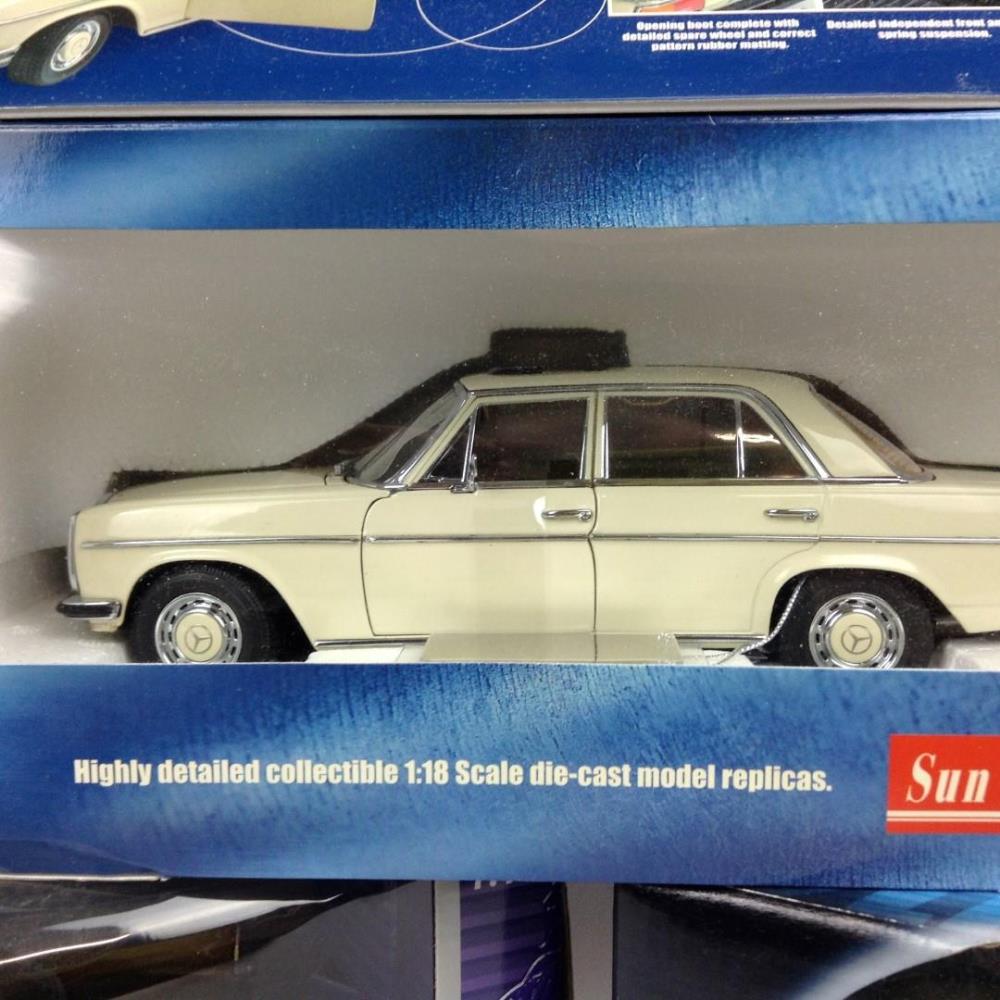 Opening boot complete with
detailed spare wheel and correct
pattern rubber matting.
Detailed independent front
spring suspension.
Highly detailed collectible 1:18 Scale die-cast model replicas.
Sun